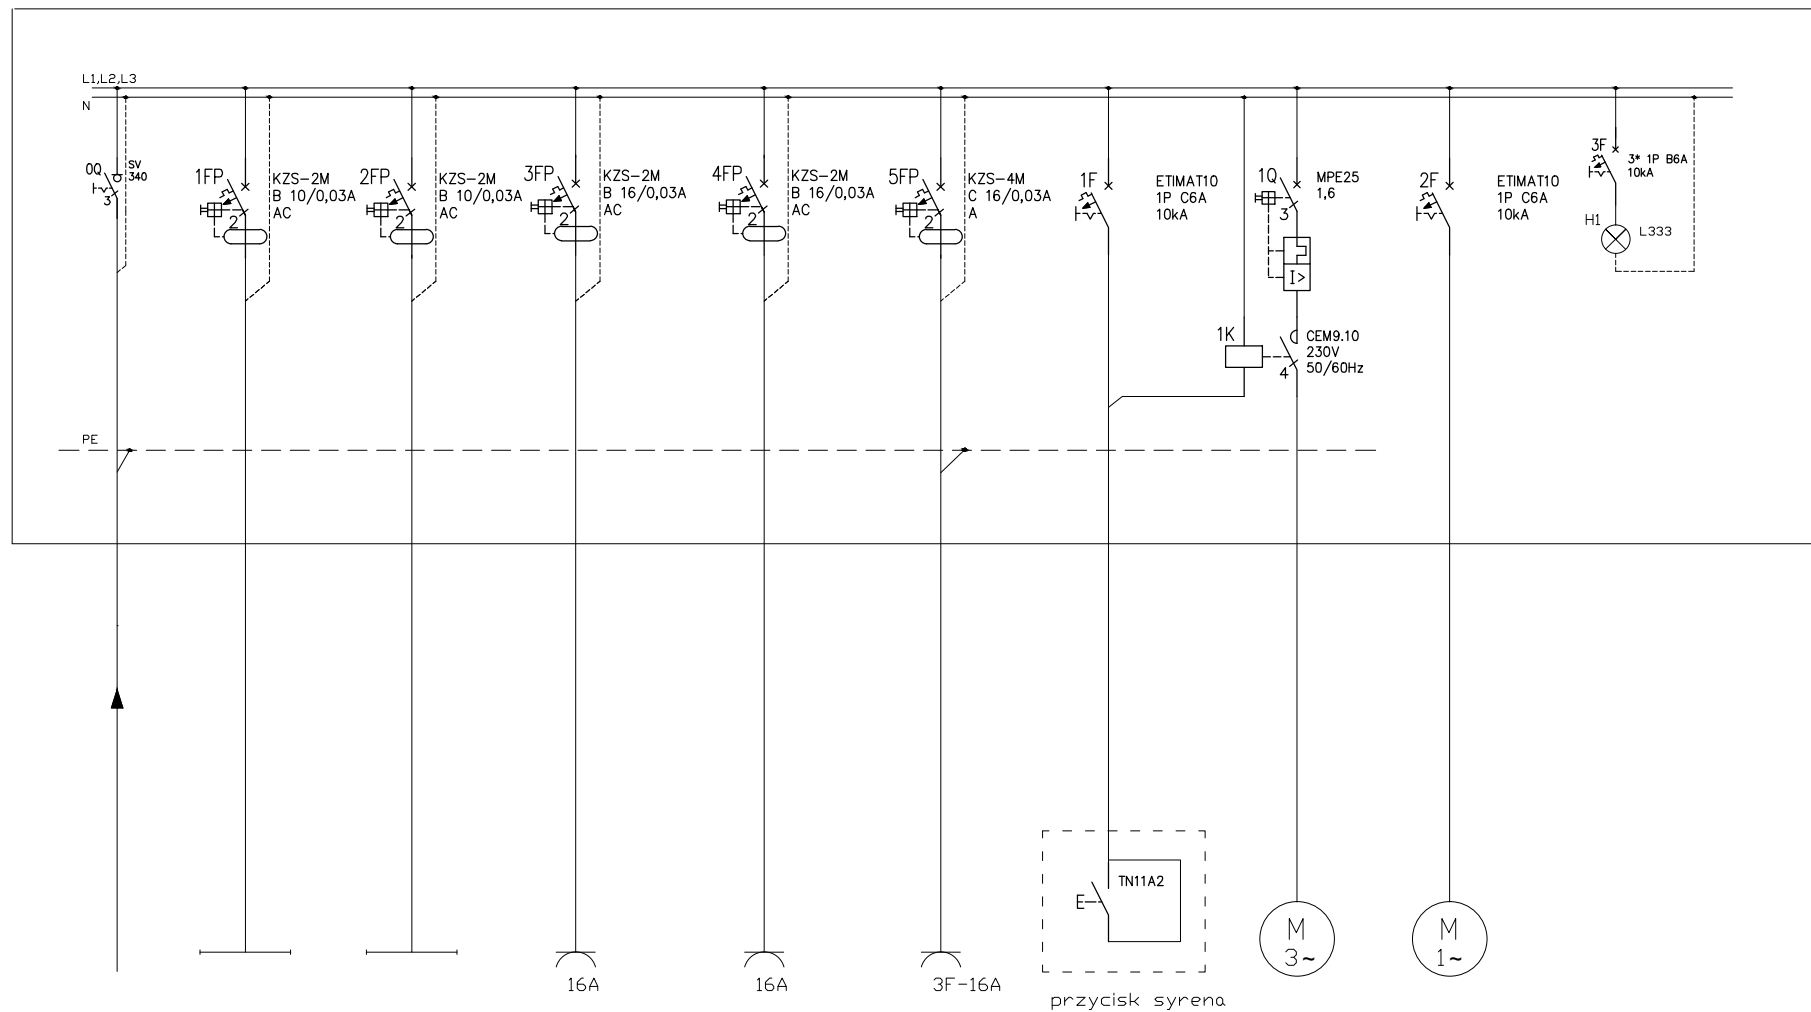 L1,L2,L3
N
0Q
SV
340
3
1FP
KZS-2M
B 10/0,03A
AC
2
2FP
KZS-2M
B 10/0,03A
AC
2
3FP
KZS-2M
B 16/0,03A
AC
2
4FP
KZS-2M
B 16/0,03A
AC
2
5FP
KZS-4M
C 16/0,03A
A
2
1F
ETIMAT10
1P C6A
10kA
1Q
MPE25
1,6
3
I>
2F
ETIMAT10
1P C6A
10kA
3F
3* 1P B6A
10kA
H1
L333
1K
CEM9.10
230V
50/60Hz
4
PE
TN11A2
E
M
3~
M
1~
16A
16A
3F-16A
przycisk syrena